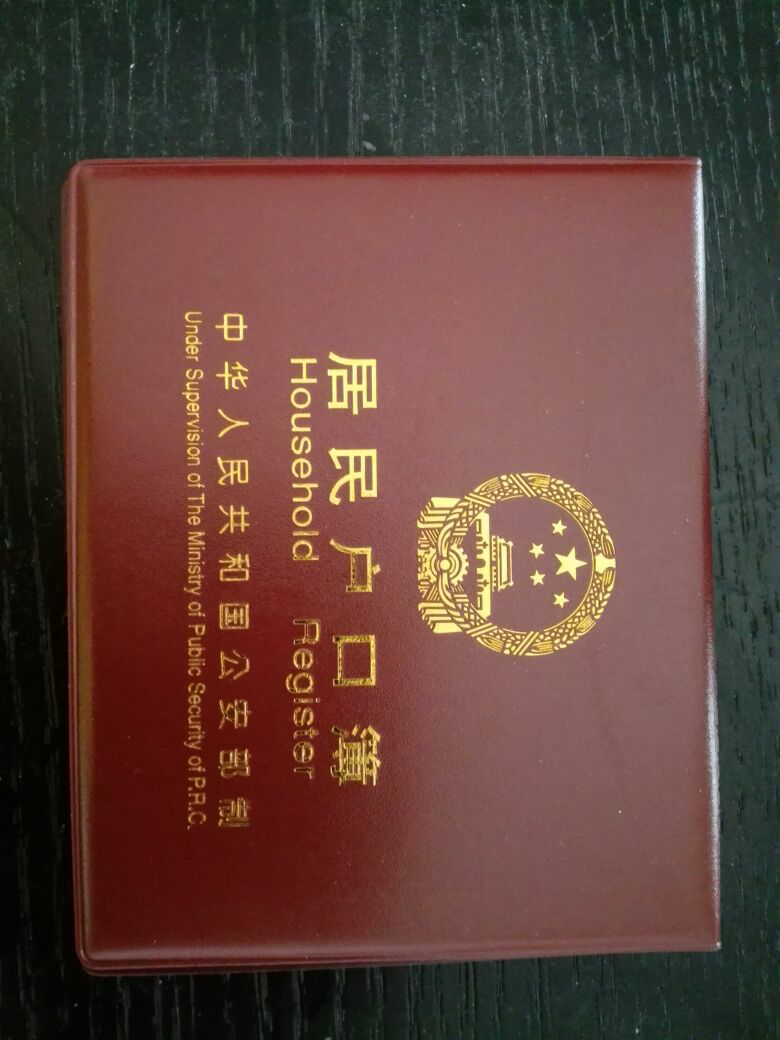 居民户口簿
Household Register
中华人民共和国公安部制
Under Supervision of The Ministry of Public Security of P.R.C.